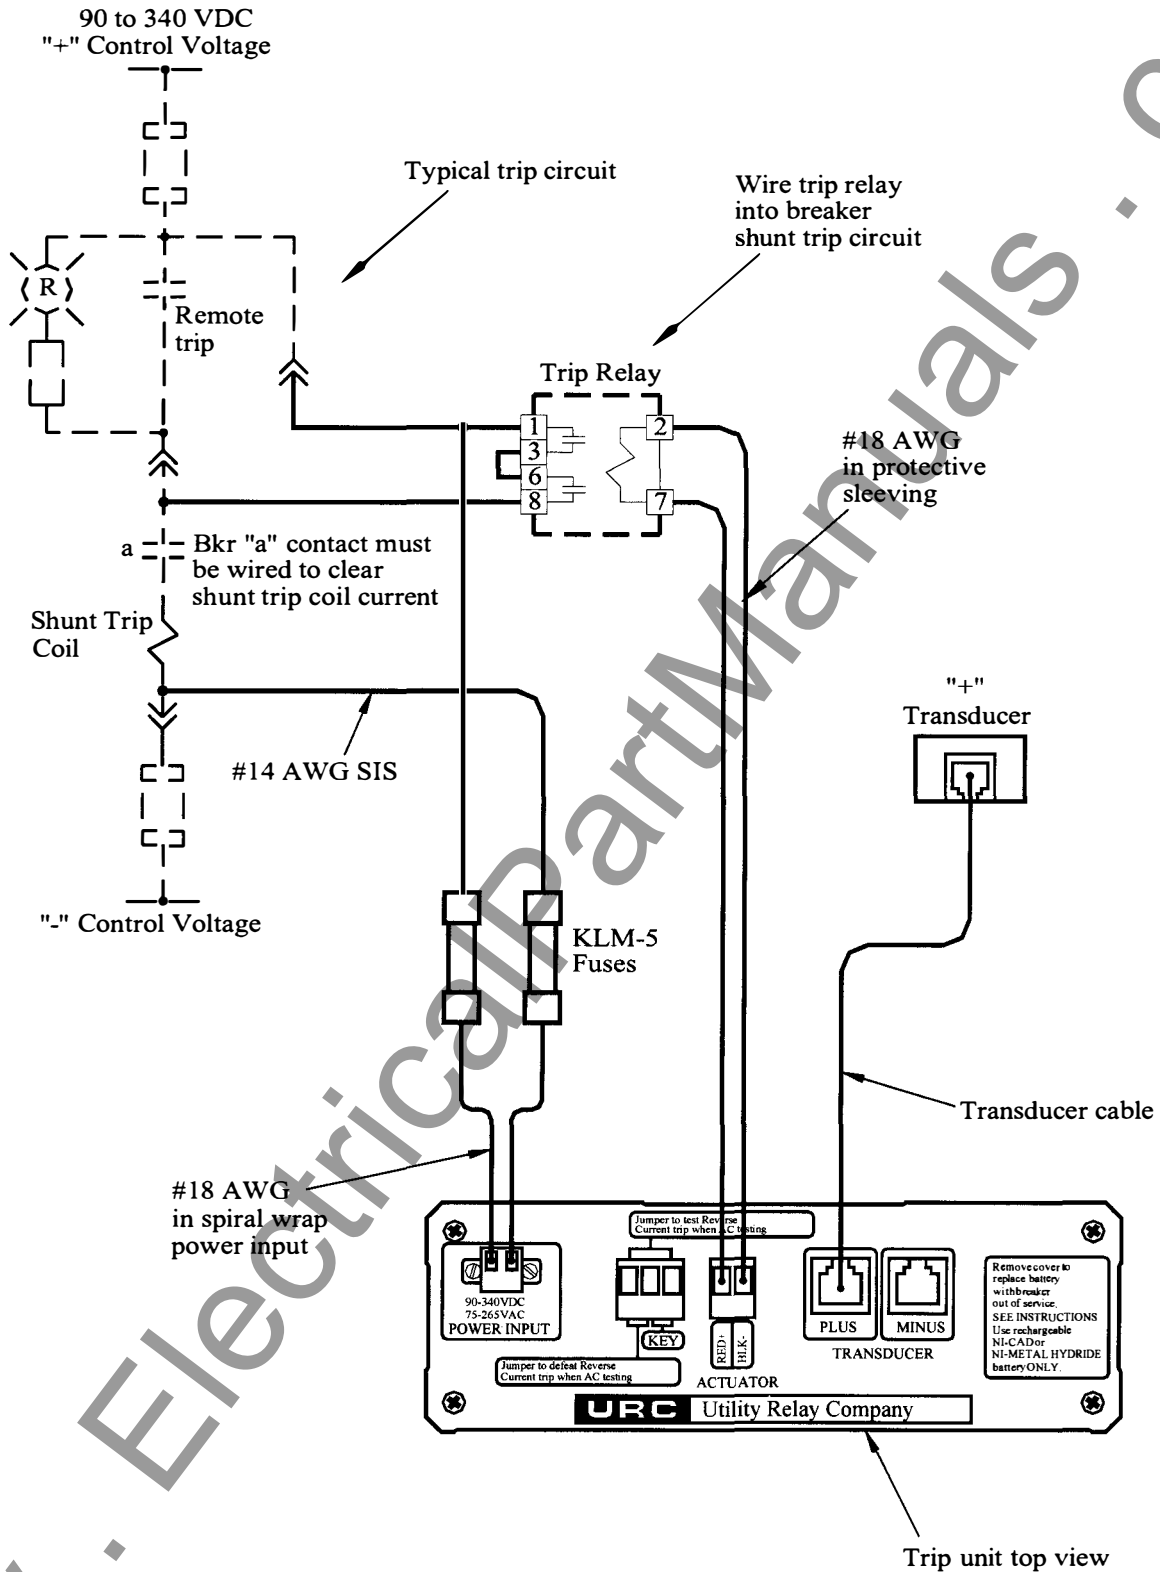 90 to 340 VDC
"+" Control Voltage
Typical trip circuit
Wire trip relay
into breaker
shunt trip circuit
R
Remote
trip
Trip Relay
1
3
6
8
2
7
#18 AWG
in protective
sleeving
a
Bkr "a" contact must
be wired to clear
shunt trip coil current
Shunt Trip
Coil
#14 AWG SIS
"+"
Transducer
"-" Control Voltage
KLM-5
Fuses
Transducer cable
#18 AWG
in spiral wrap
power input
Jumper to test Reverse
Current trip when AC testing
90-340VDC
75-265VAC
POWER INPUT
KEY
RED+
BLK-
ACTUATOR
Jumper to defeat Reverse
Current trip when AC testing
PLUS
MINUS
TRANSDUCER
Remove cover to
replace battery
with breaker
out of service.
SEE INSTRUCTIONS
Use rechargeable
NI-CAD or
NI-METAL HYDRIDE
battery ONLY.
URC Utility Relay Company
Trip unit top view
. ElectricalPartManuals . c